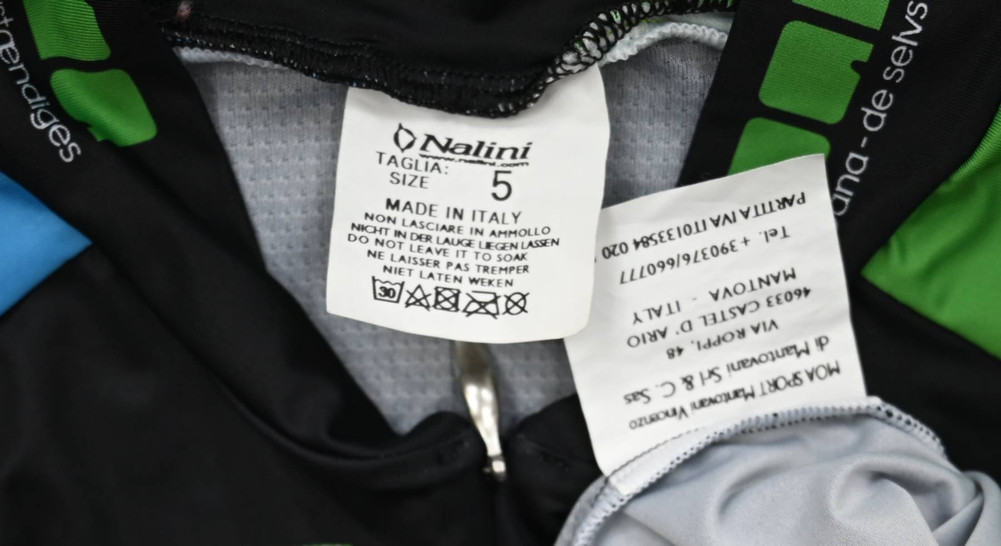 stændiges
ana - de selvs
Nalini
www.nalini.com
TAGLIA:
SIZE 5
MADE IN ITALY
NON LASCIARE IN AMMOLLO
NICHT IN DER LAUGE LIEGEN LASSEN
DO NOT LEAVE IT TO SOAK
NE LAISSER PAS TREMPER
NIET LATEN WEKEN
30
MOA SPORT Mantovani Vincenzo
di Mantovani Srl & C. Sas
VIA ROPPI, 48
46033 CASTEL D' ARIO
MANTOVA - ITALY
Tel. + 390376/660777
PARTITA IVA IT0133584 020